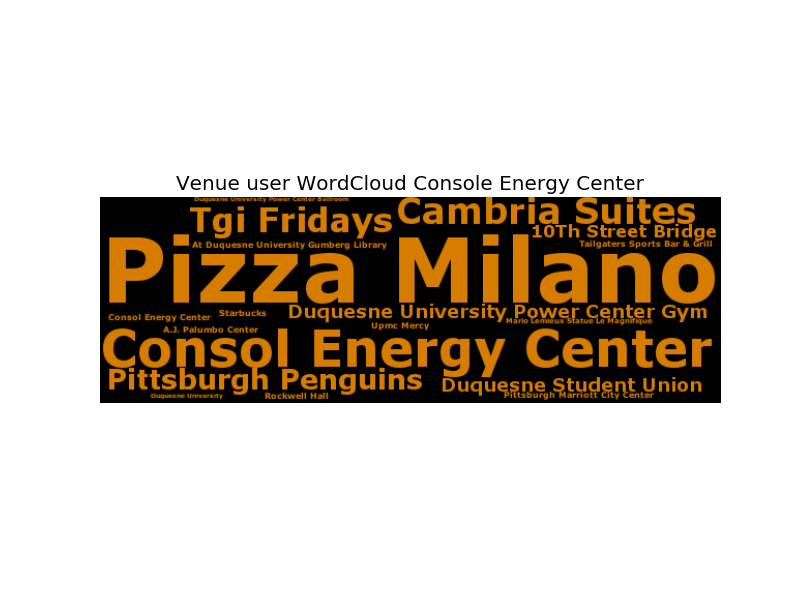 Venue user WordCloud Console Energy Center
Duquesne University Power Center Ballroom
Tgi Fridays
Cambria Suites
10Th Street Bridge
At Duquesne University Gumberg Library
Tailgaters Sports Bar & Grill
Pizza Milano
Duquesne University Power Center Gym
Consol Energy Center
Starbucks
Mario Lemieux Statue Le Magnifique
A.J. Palumbo Center
Upmc Mercy
Consol Energy Center
Pittsburgh Penguins
Duquesne Student Union
Duquesne University
Rockwell Hall
Pittsburgh Marriott City Center